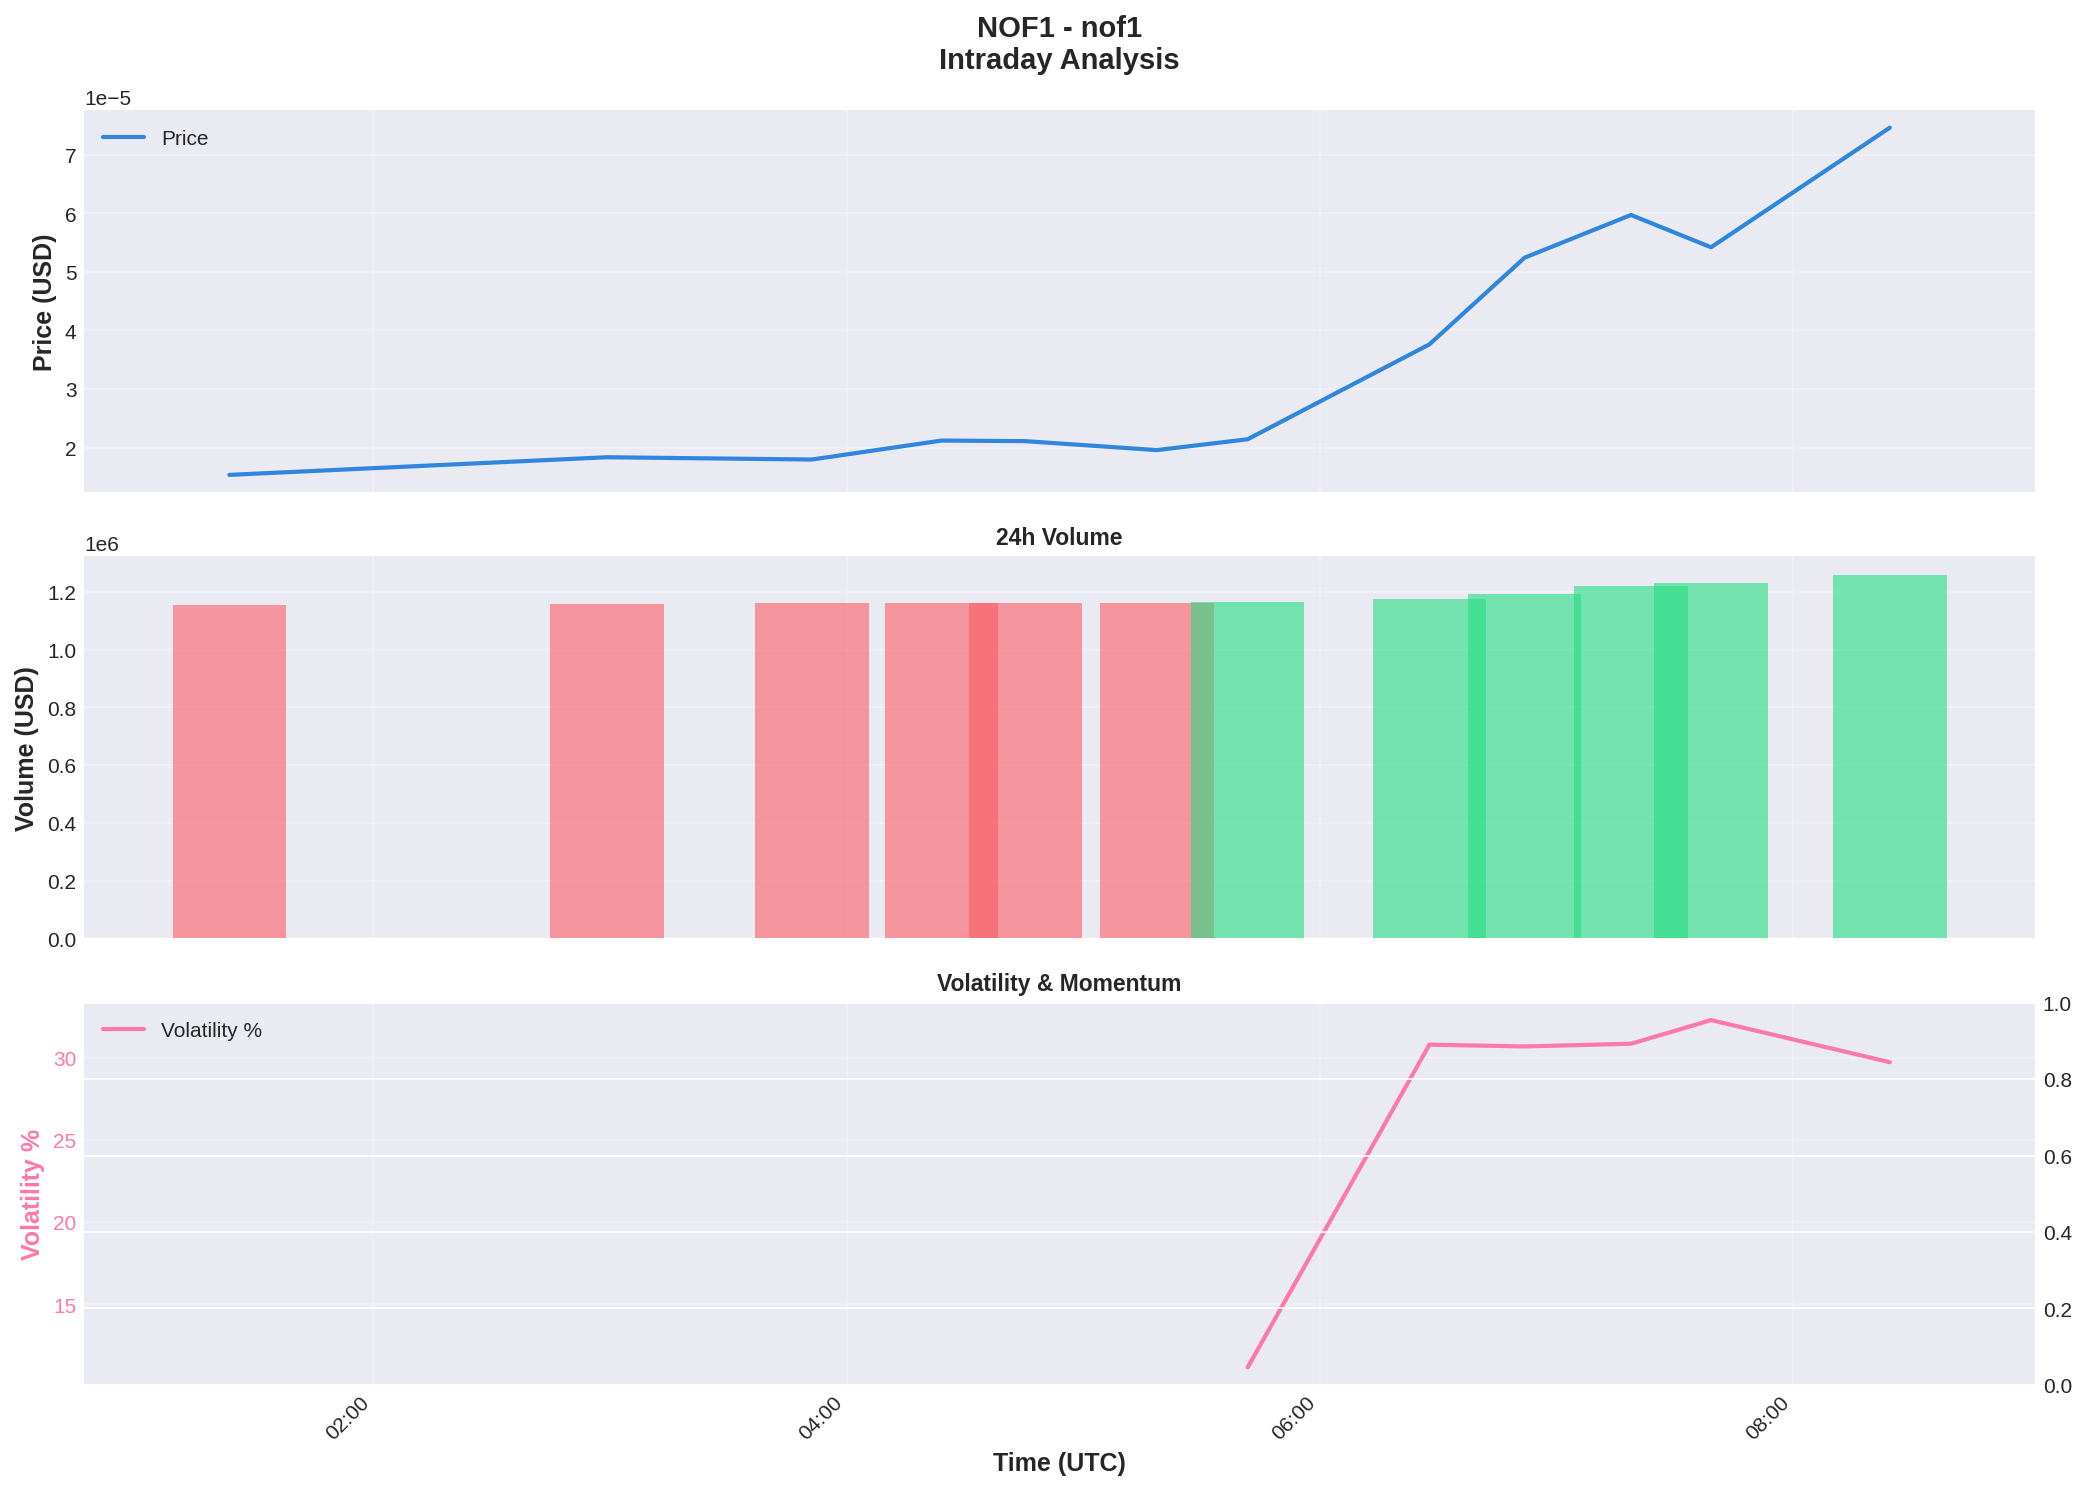 NOF1 - nof1
Intraday Analysis
1e−5
Price
7
6
5
4
3
2
Price (USD)
24h Volume
1e6
1.2
1.0
0.8
0.6
0.4
0.2
0.0
Volume (USD)
Volatility & Momentum
Volatility %
30
25
20
15
Volatility %
1.0
0.8
0.6
0.4
0.2
0.0
02:00
04:00
06:00
08:00
Time (UTC)